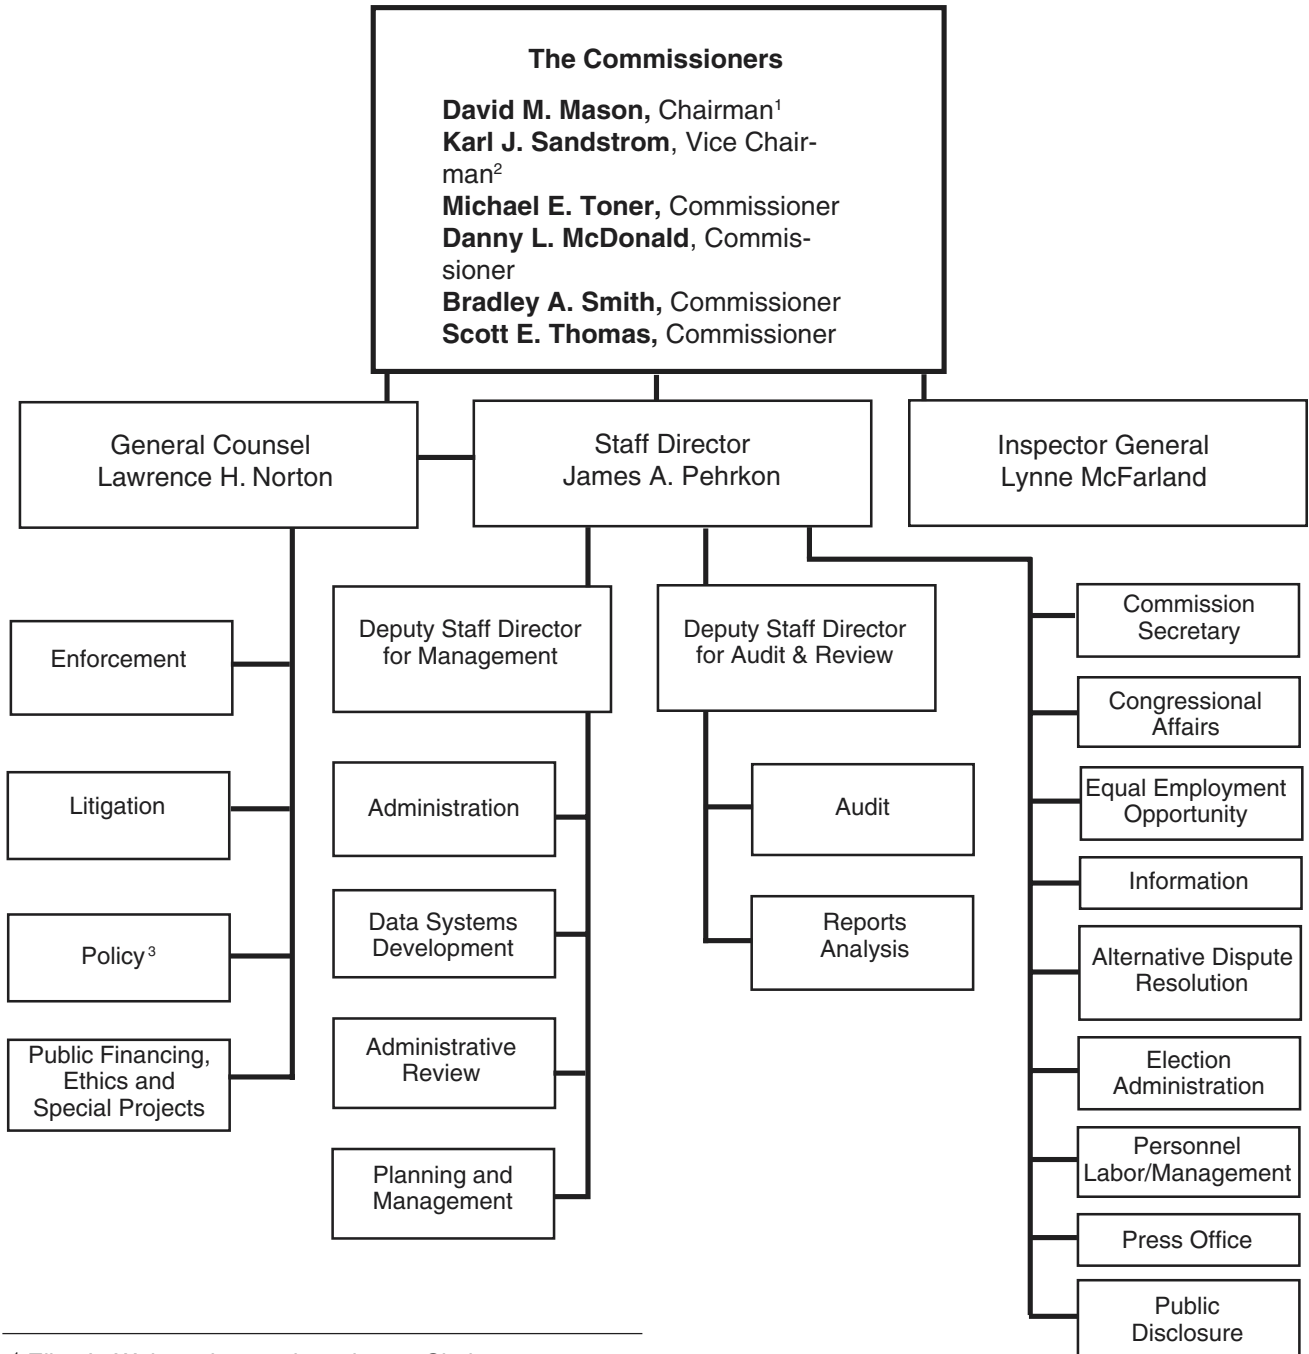 The Commissioners
David M. Mason, Chairman¹
Karl J. Sandstrom, Vice Chair-
man²
Michael E. Toner, Commissioner
Danny L. McDonald, Commis-
sioner
Bradley A. Smith, Commissioner
Scott E. Thomas, Commissioner
General Counsel
Lawrence H. Norton
Staff Director
James A. Pehrkon
Inspector General
Lynne McFarland
Enforcement
Litigation
Policy³
Public Financing,
Ethics and
Special Projects
Deputy Staff Director
for Management
Administration
Data Systems
Development
Administrative
Review
Planning and
Management
Deputy Staff Director
for Audit & Review
Audit
Reports
Analysis
Commission
Secretary
Congressional
Affairs
Equal Employment
Opportunity
Information
Alternative Dispute
Resolution
Election
Administration
Personnel
Labor/Management
Press Office
Public
Disclosure